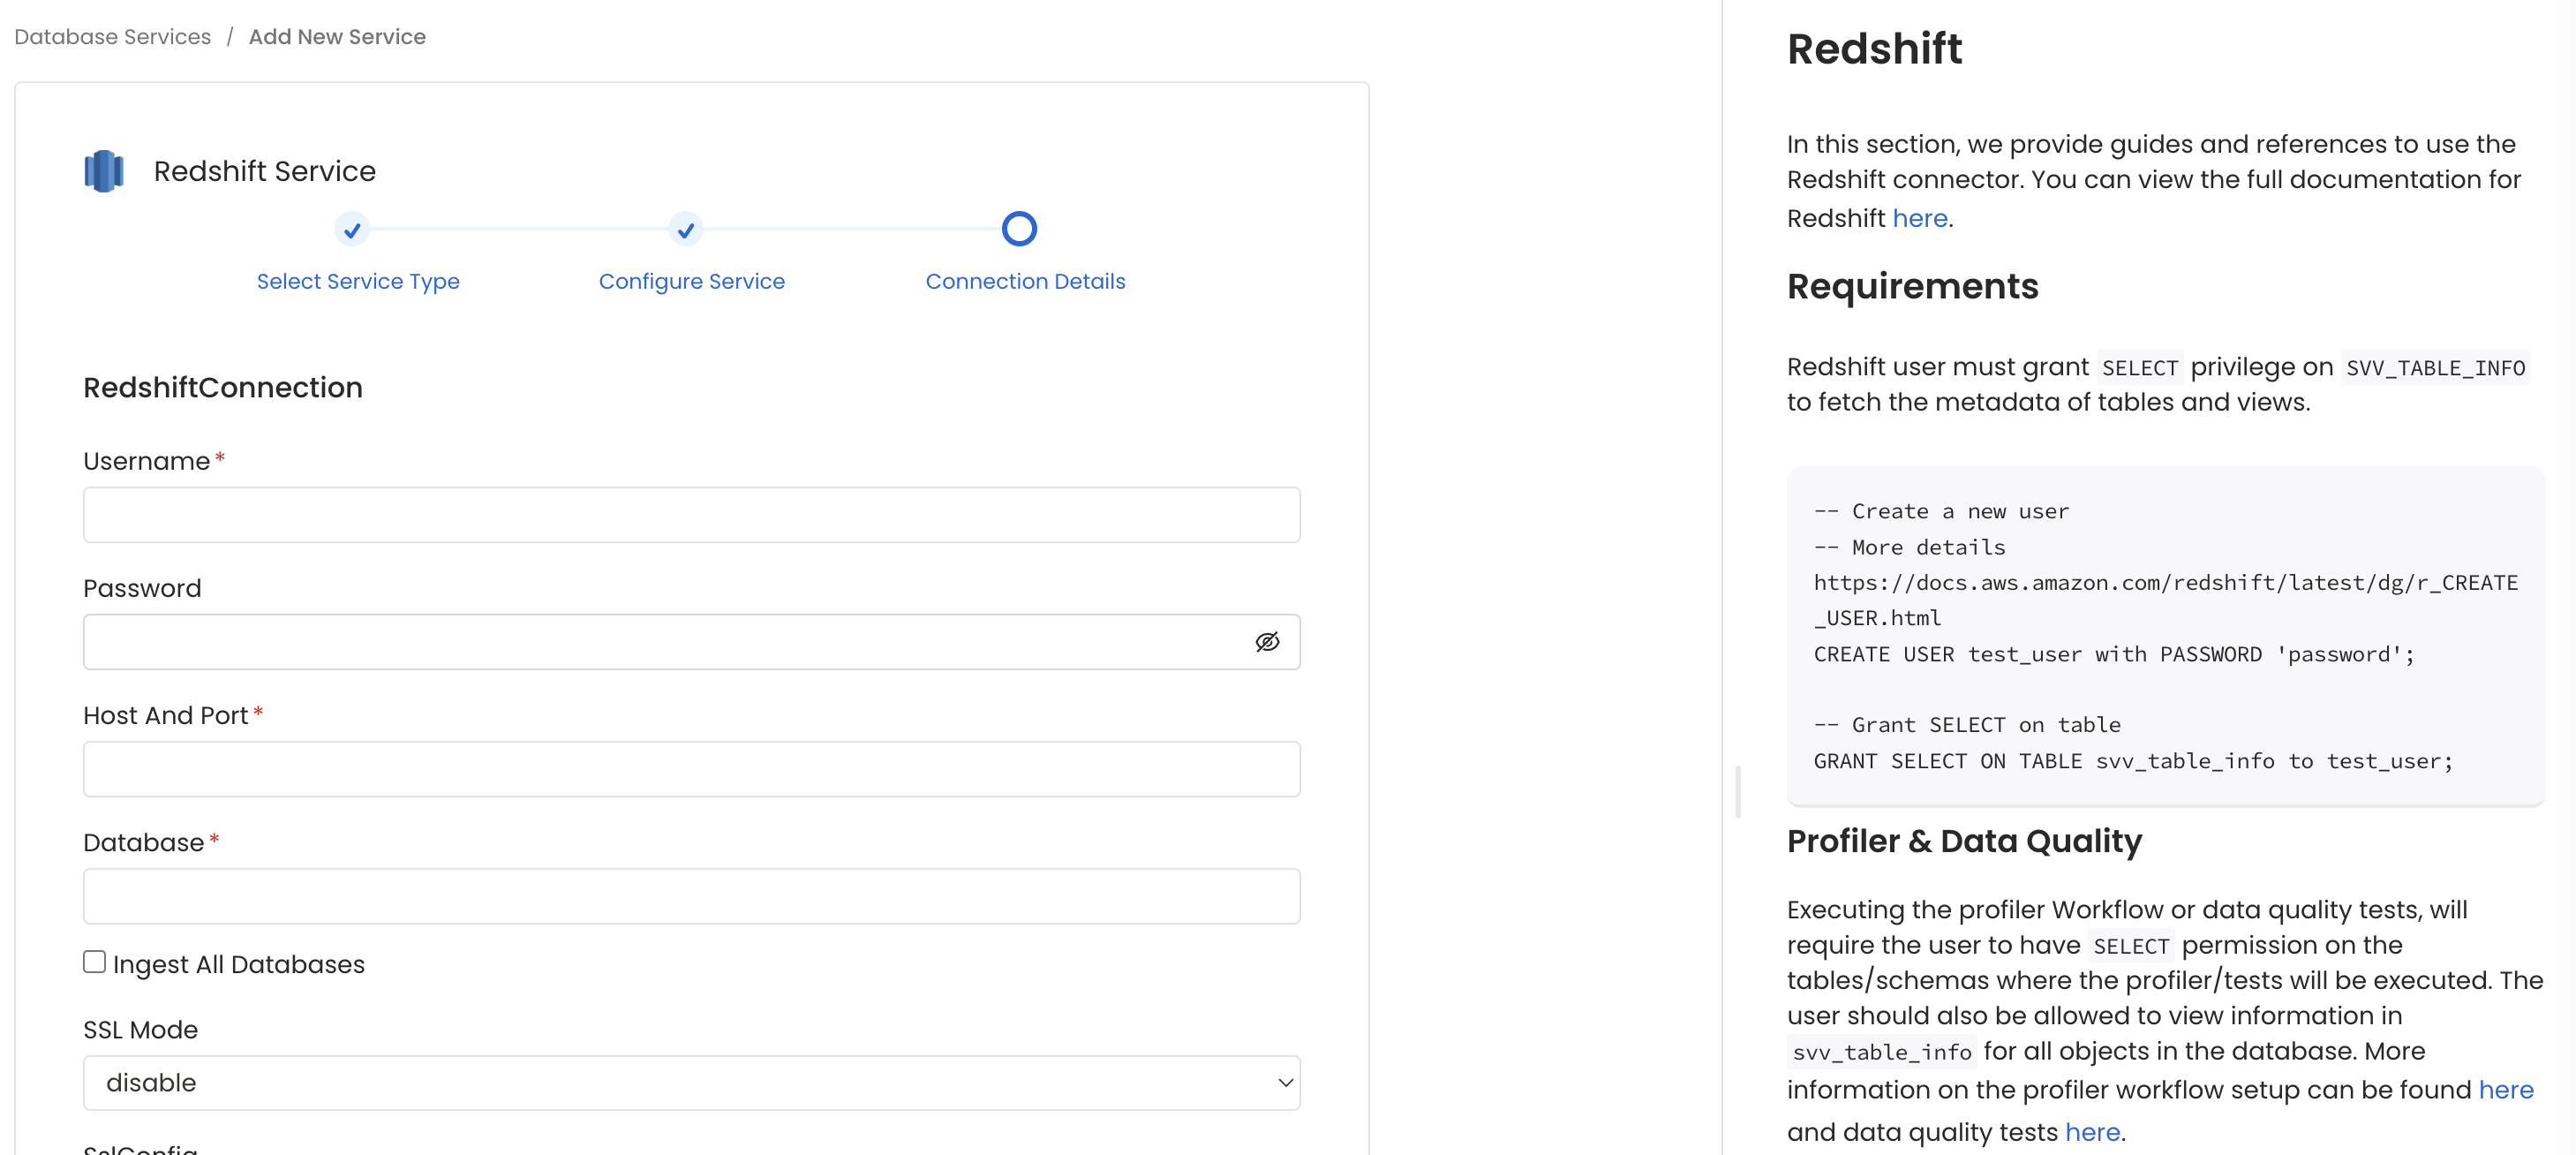 Database Services / Add New Service
Redshift Service
Select Service Type
Configure Service
Connection Details
RedshiftConnection
Username *
Password
Host And Port *
Database *
Ingest All Databases
SSL Mode
disable
SslConfig
Redshift
In this section, we provide guides and references to use the
Redshift connector. You can view the full documentation for
Redshift here.
Requirements
Redshift user must grant SELECT privilege on SVV_TABLE_INFO
to fetch the metadata of tables and views.
-- Create a new user
-- More details
https://docs.aws.amazon.com/redshift/latest/dg/r_CREATE
_USER.html
CREATE USER test_user with PASSWORD 'password';
-- Grant SELECT on table
GRANT SELECT ON TABLE svv_table_info to test_user;
Profiler & Data Quality
Executing the profiler Workflow or data quality tests, will
require the user to have SELECT permission on the
tables/schemas where the profiler/tests will be executed. The
user should also be allowed to view information in
svv_table_info for all objects in the database. More
information on the profiler workflow setup can be found here
and data quality tests here.